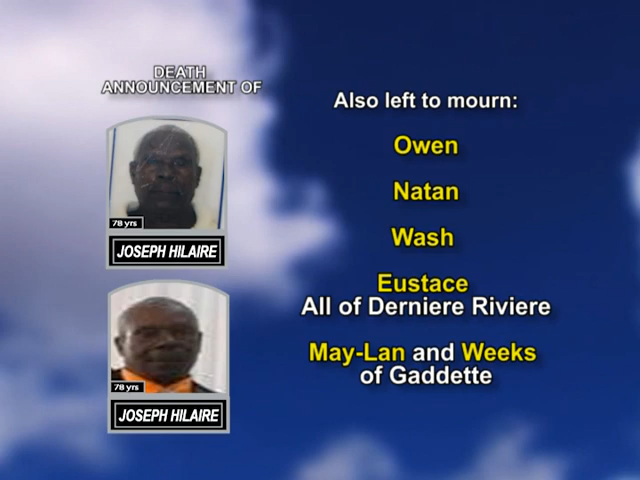 DEATH
ANNOUNCEMENT OF
78 yrs
JOSEPH HILAIRE
78 yrs
JOSEPH HILAIRE
Also left to mourn:
Owen
Natan
Wash
Eustace
All of Derniere Riviere
May-Lan and Weeks
of Gaddette